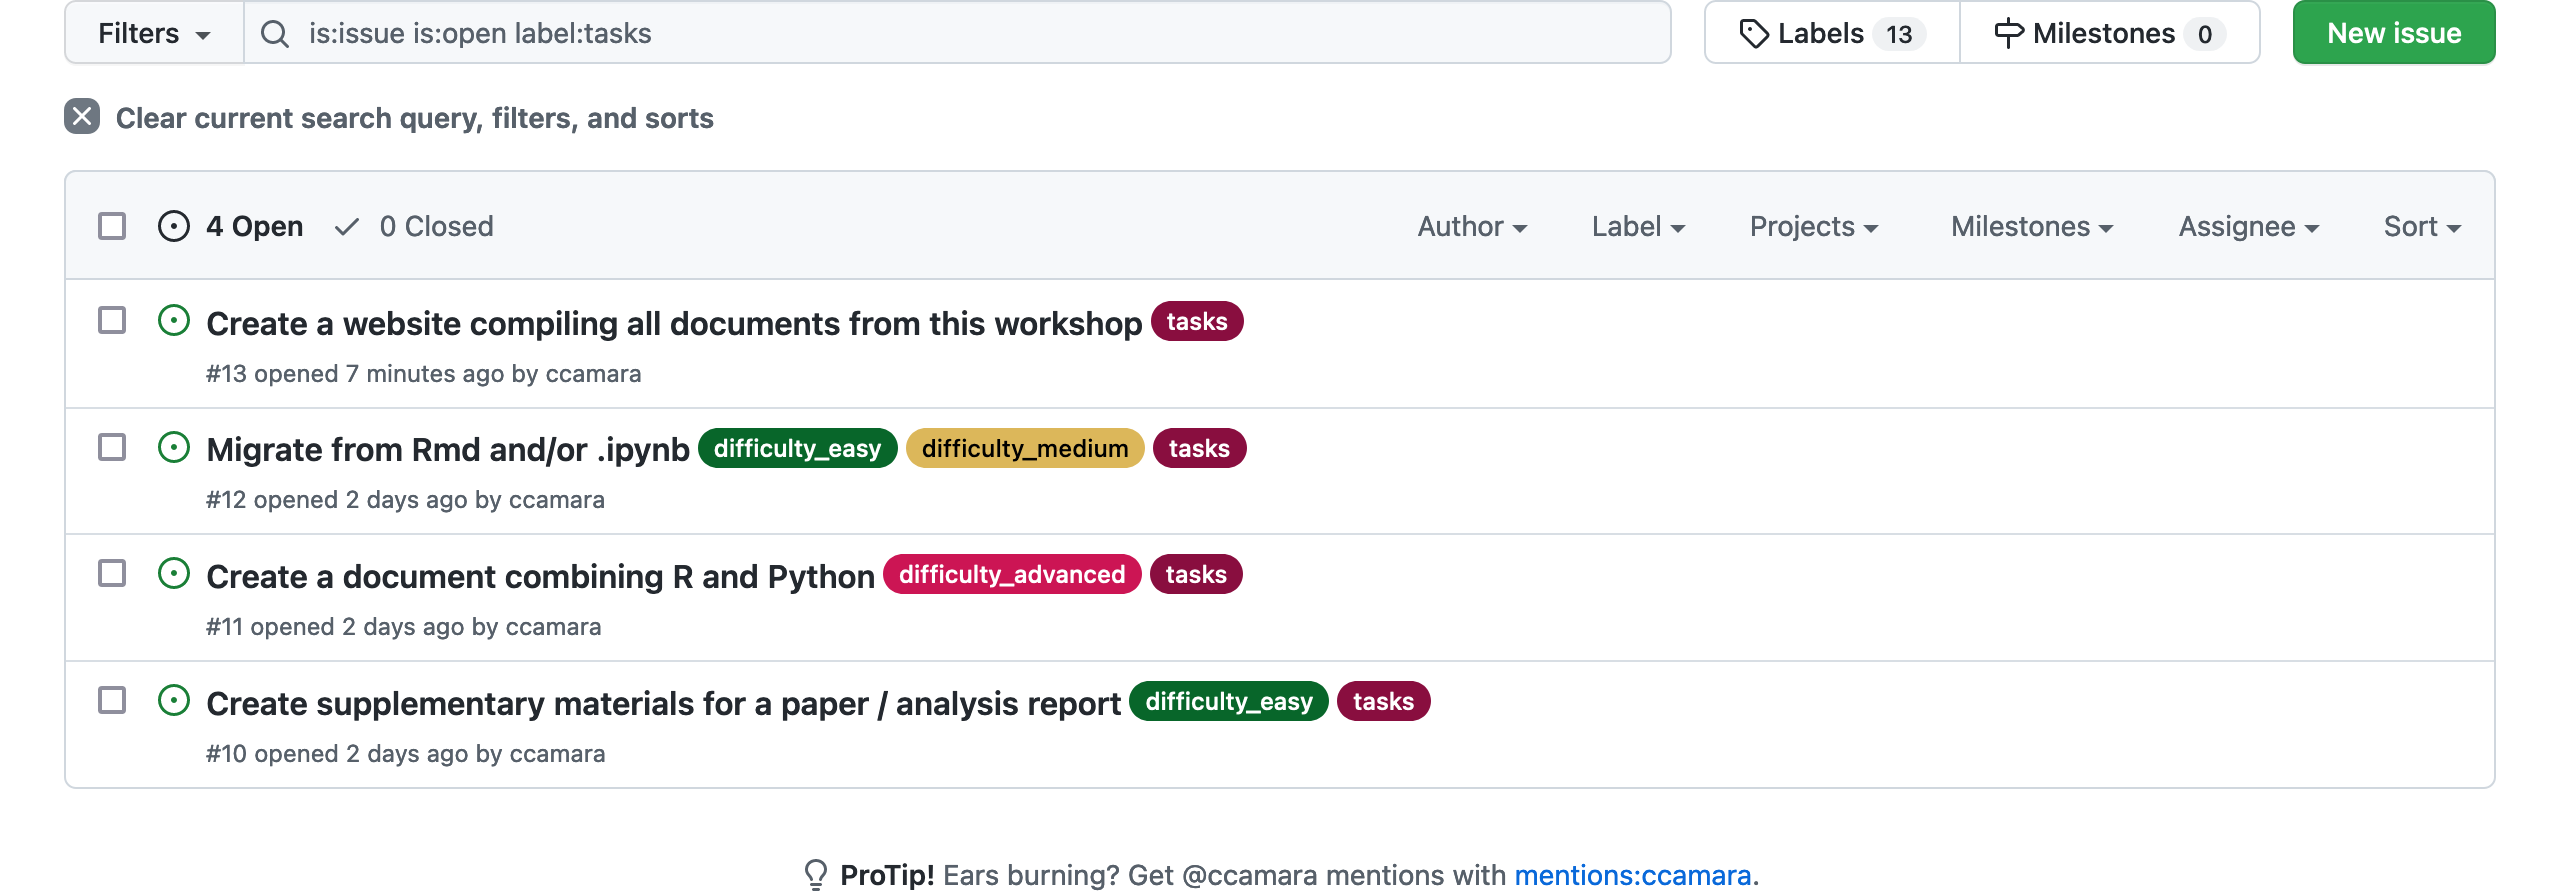 Filters is:issue is:open label:tasks Labels 13 Milestones 0 New issue
Clear current search query, filters, and sorts
4 Open 0 Closed Author Label Projects Milestones Assignee Sort
Create a website compiling all documents from this workshop tasks
#13 opened 7 minutes ago by ccamara
Migrate from Rmd and/or .ipynb difficulty_easy difficulty_medium tasks
#12 opened 2 days ago by ccamara
Create a document combining R and Python difficulty_advanced tasks
#11 opened 2 days ago by ccamara
Create supplementary materials for a paper / analysis report difficulty_easy tasks
#10 opened 2 days ago by ccamara
ProTip! Ears burning? Get @ccamara mentions with mentions:ccamara.